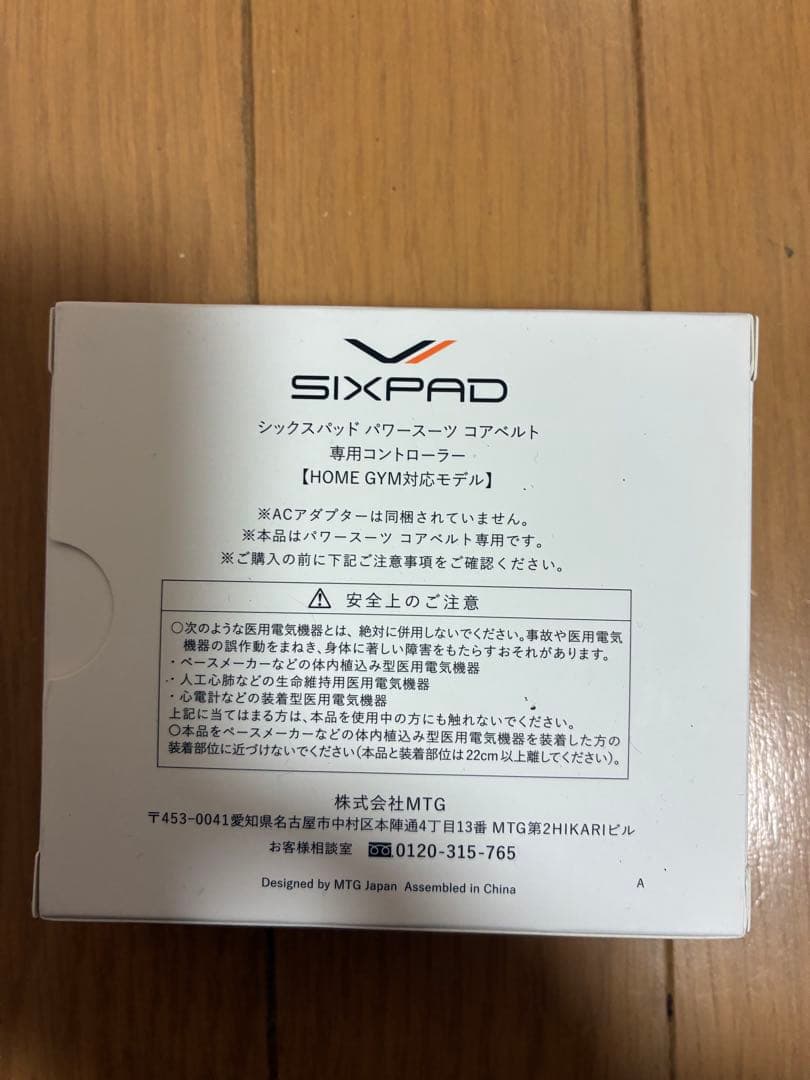 SIXPAD
シックスパッド パワースーツ コアベルト
専用コントローラー
【HOME GYM対応モデル】
※ACアダプターは同梱されていません。
※本品はパワースーツ コアベルト専用です。
※ご購入の前に下記ご注意事項をご確認ください。
⚠ 安全上のご注意
○次のような医用電気機器とは、絶対に併用しないでください。事故や医用電気
機器の誤作動をまねき、身体に著しい障害をもたらすおそれがあります。
・ペースメーカーなどの体内植込み型医用電気機器
・人工心肺などの生命維持用医用電気機器
・心電計などの装着型医用電気機器
上記に当てはまる方は、本品を使用中の方にも触れないでください。
○本品をペースメーカーなどの体内植込み型医用電気機器を装着した方の
装着部位に近づけないでください(本品と装着部位は22cm以上離してください)。
株式会社MTG
〒453-0041愛知県名古屋市中村区本陣通4丁目13番 MTG第2HIKARIビル
お客様相談室 0120-315-765
Designed by MTG Japan Assembled in China A